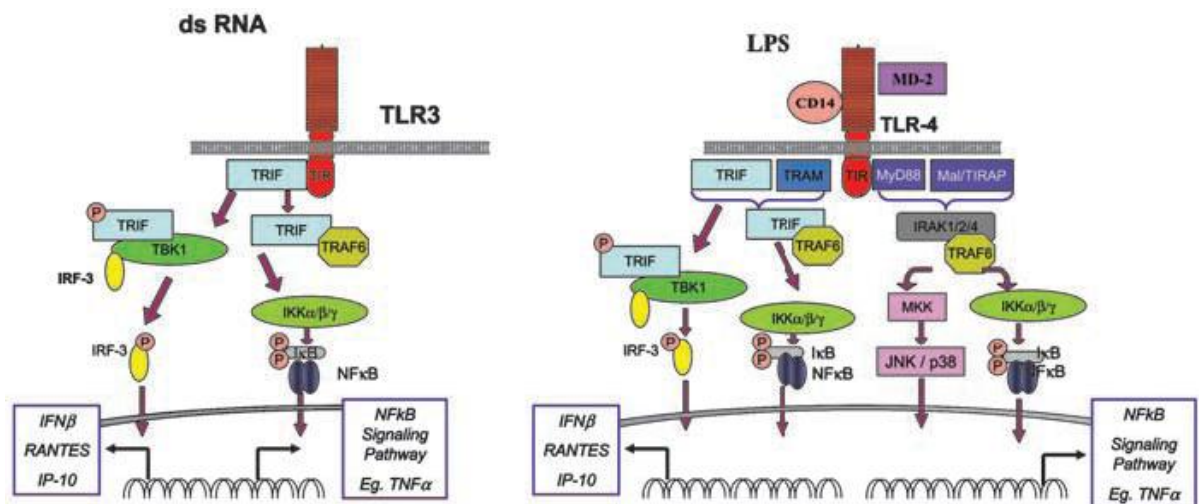 ds RNA
TLR3
TRIF
TIR
P
TRIF
TBK1
IRF-3
TRIF
TRAF6
IKKα/β/γ
P
IRF-3
P
P
IκB
NFκB
IFNβ
RANTES
IP-10
NFkB
Signaling
Pathway
Eg. TNFα
LPS
MD-2
CD14
TLR-4
TRIF
TRAM
TIR
MyD88
Mal/TIRAP
P
TRIF
TBK1
TRIF
TRAF6
IRAK1/2/4
TRAF6
IKKα/β/γ
MKK
IKKα/β/γ
P
IRF-3
P
P
IκB
NFκB
JNK / p38
P
P
IκB
NFκB
IFNβ
RANTES
IP-10
NFkB
Signaling
Pathway
Eg. TNFα